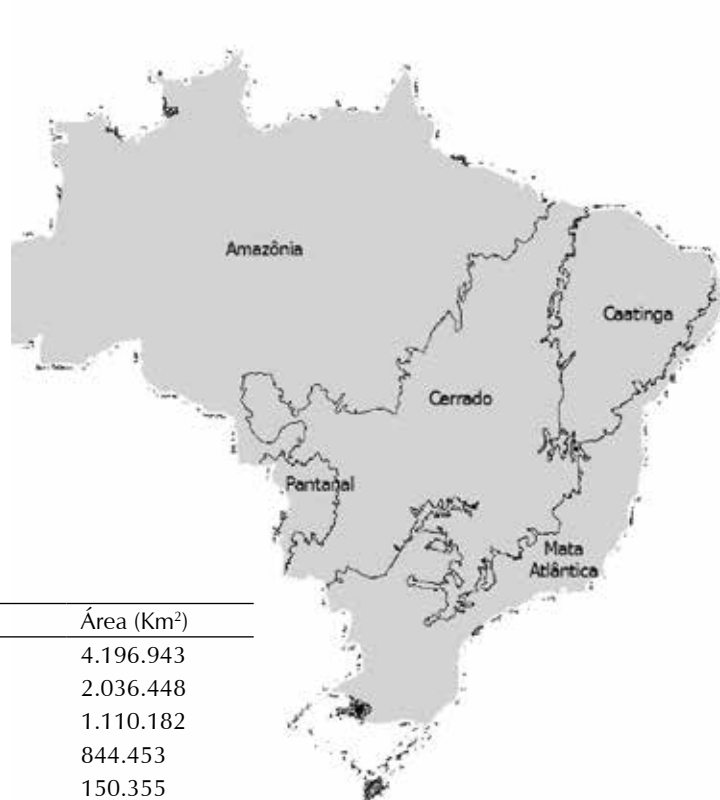 Amazônia
Caatinga
Cerrado
Pantanal
Mata
Atlântica
Área (Km²)
4.196.943
2.036.448
1.110.182
844.453
150.355